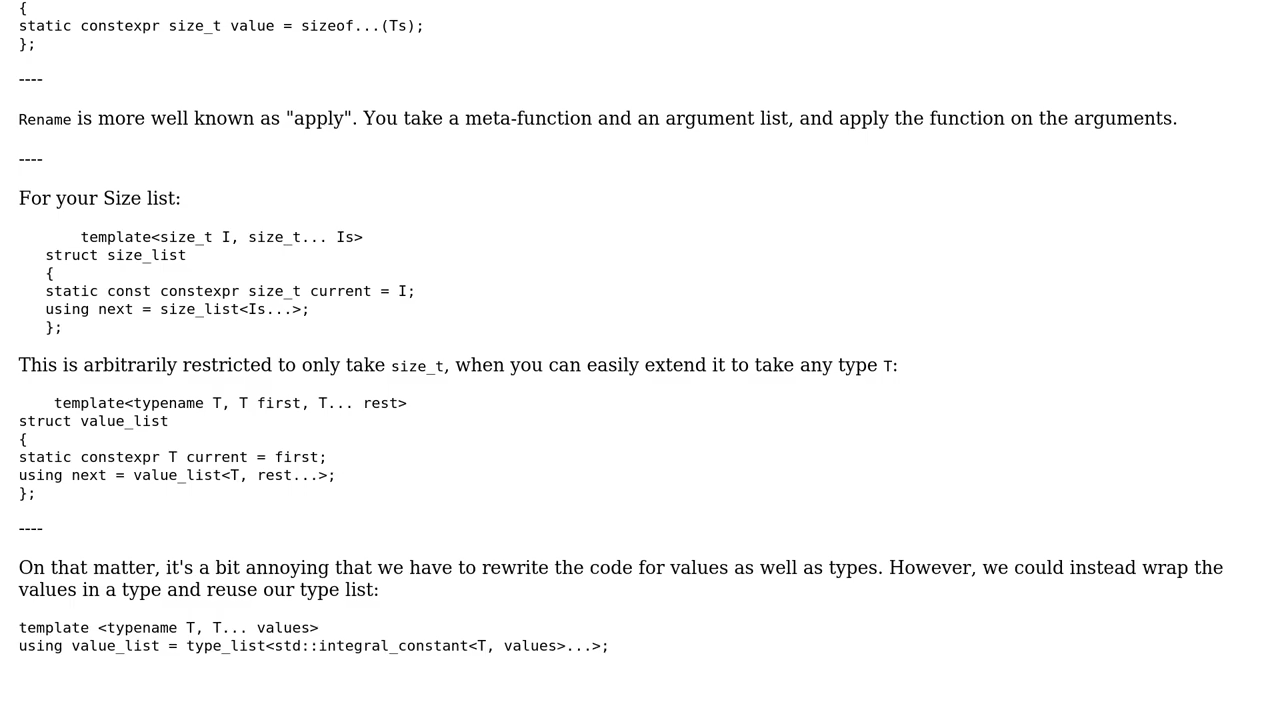 {
static constexpr size_t value = sizeof...(Ts);
};
----
Rename is more well known as "apply". You take a meta-function and an argument list, and apply the function on the arguments.
----
For your Size list:
template<size_t I, size_t... Is>
struct size_list
{
static const constexpr size_t current = I;
using next = size_list<Is...>;
};
This is arbitrarily restricted to only take size_t, when you can easily extend it to take any type T:
template<typename T, T first, T... rest>
struct value_list
{
static constexpr T current = first;
using next = value_list<T, rest...>;
};
----
On that matter, it's a bit annoying that we have to rewrite the code for values as well as types. However, we could instead wrap the
values in a type and reuse our type list:
template <typename T, T... values>
using value_list = type_list<std::integral_constant<T, values>...>;